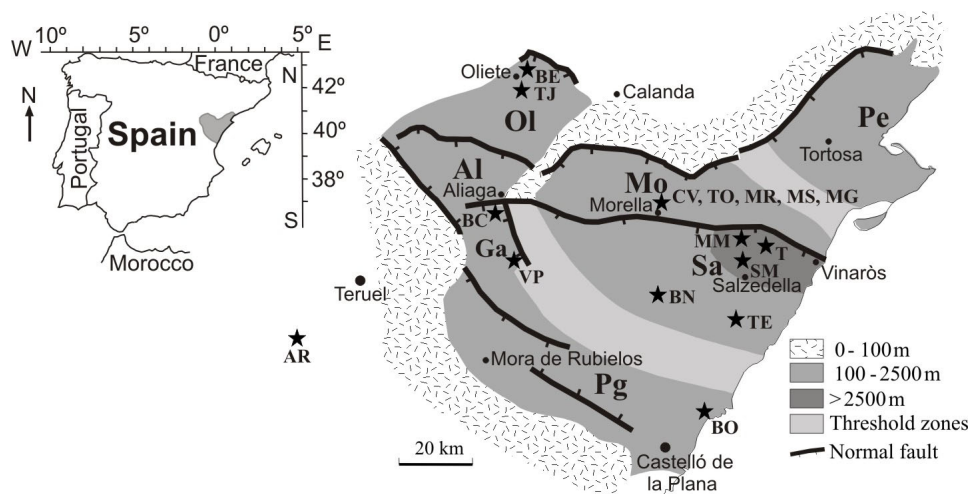 W 10º 5º 0º 5º E
France
N
42º
N
Portugal
Spain
40º
38º
S
Morocco
Oliete
BE
TJ
Calanda
Ol
Pe
Tortosa
Al
Aliaga
Mo
CV, TO, MR, MS, MG
Morella
BC
MM
T
Ga
Sa
SM
Vinaròs
VP
Salzedella
Teruel
BN
TE
AR
Mora de Rubielos
Pg
BO
20 km
Castelló de
la Plana
0 - 100 m
100 - 2500 m
> 2500 m
Threshold zones
Normal fault